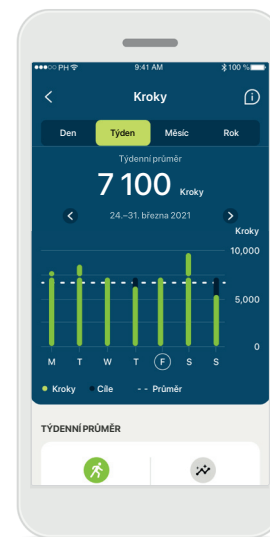 PH 9:41 AM 100 %
Kroky
Den Týden Měsíc Rok
Týdenní průměr
7 100 Kroky
24.–31. března 2021
Kroky
10,000
5,000
0
M T W T F S S
Kroky Cíle - - Průměr
TÝDENNÍ PRŮMĚR